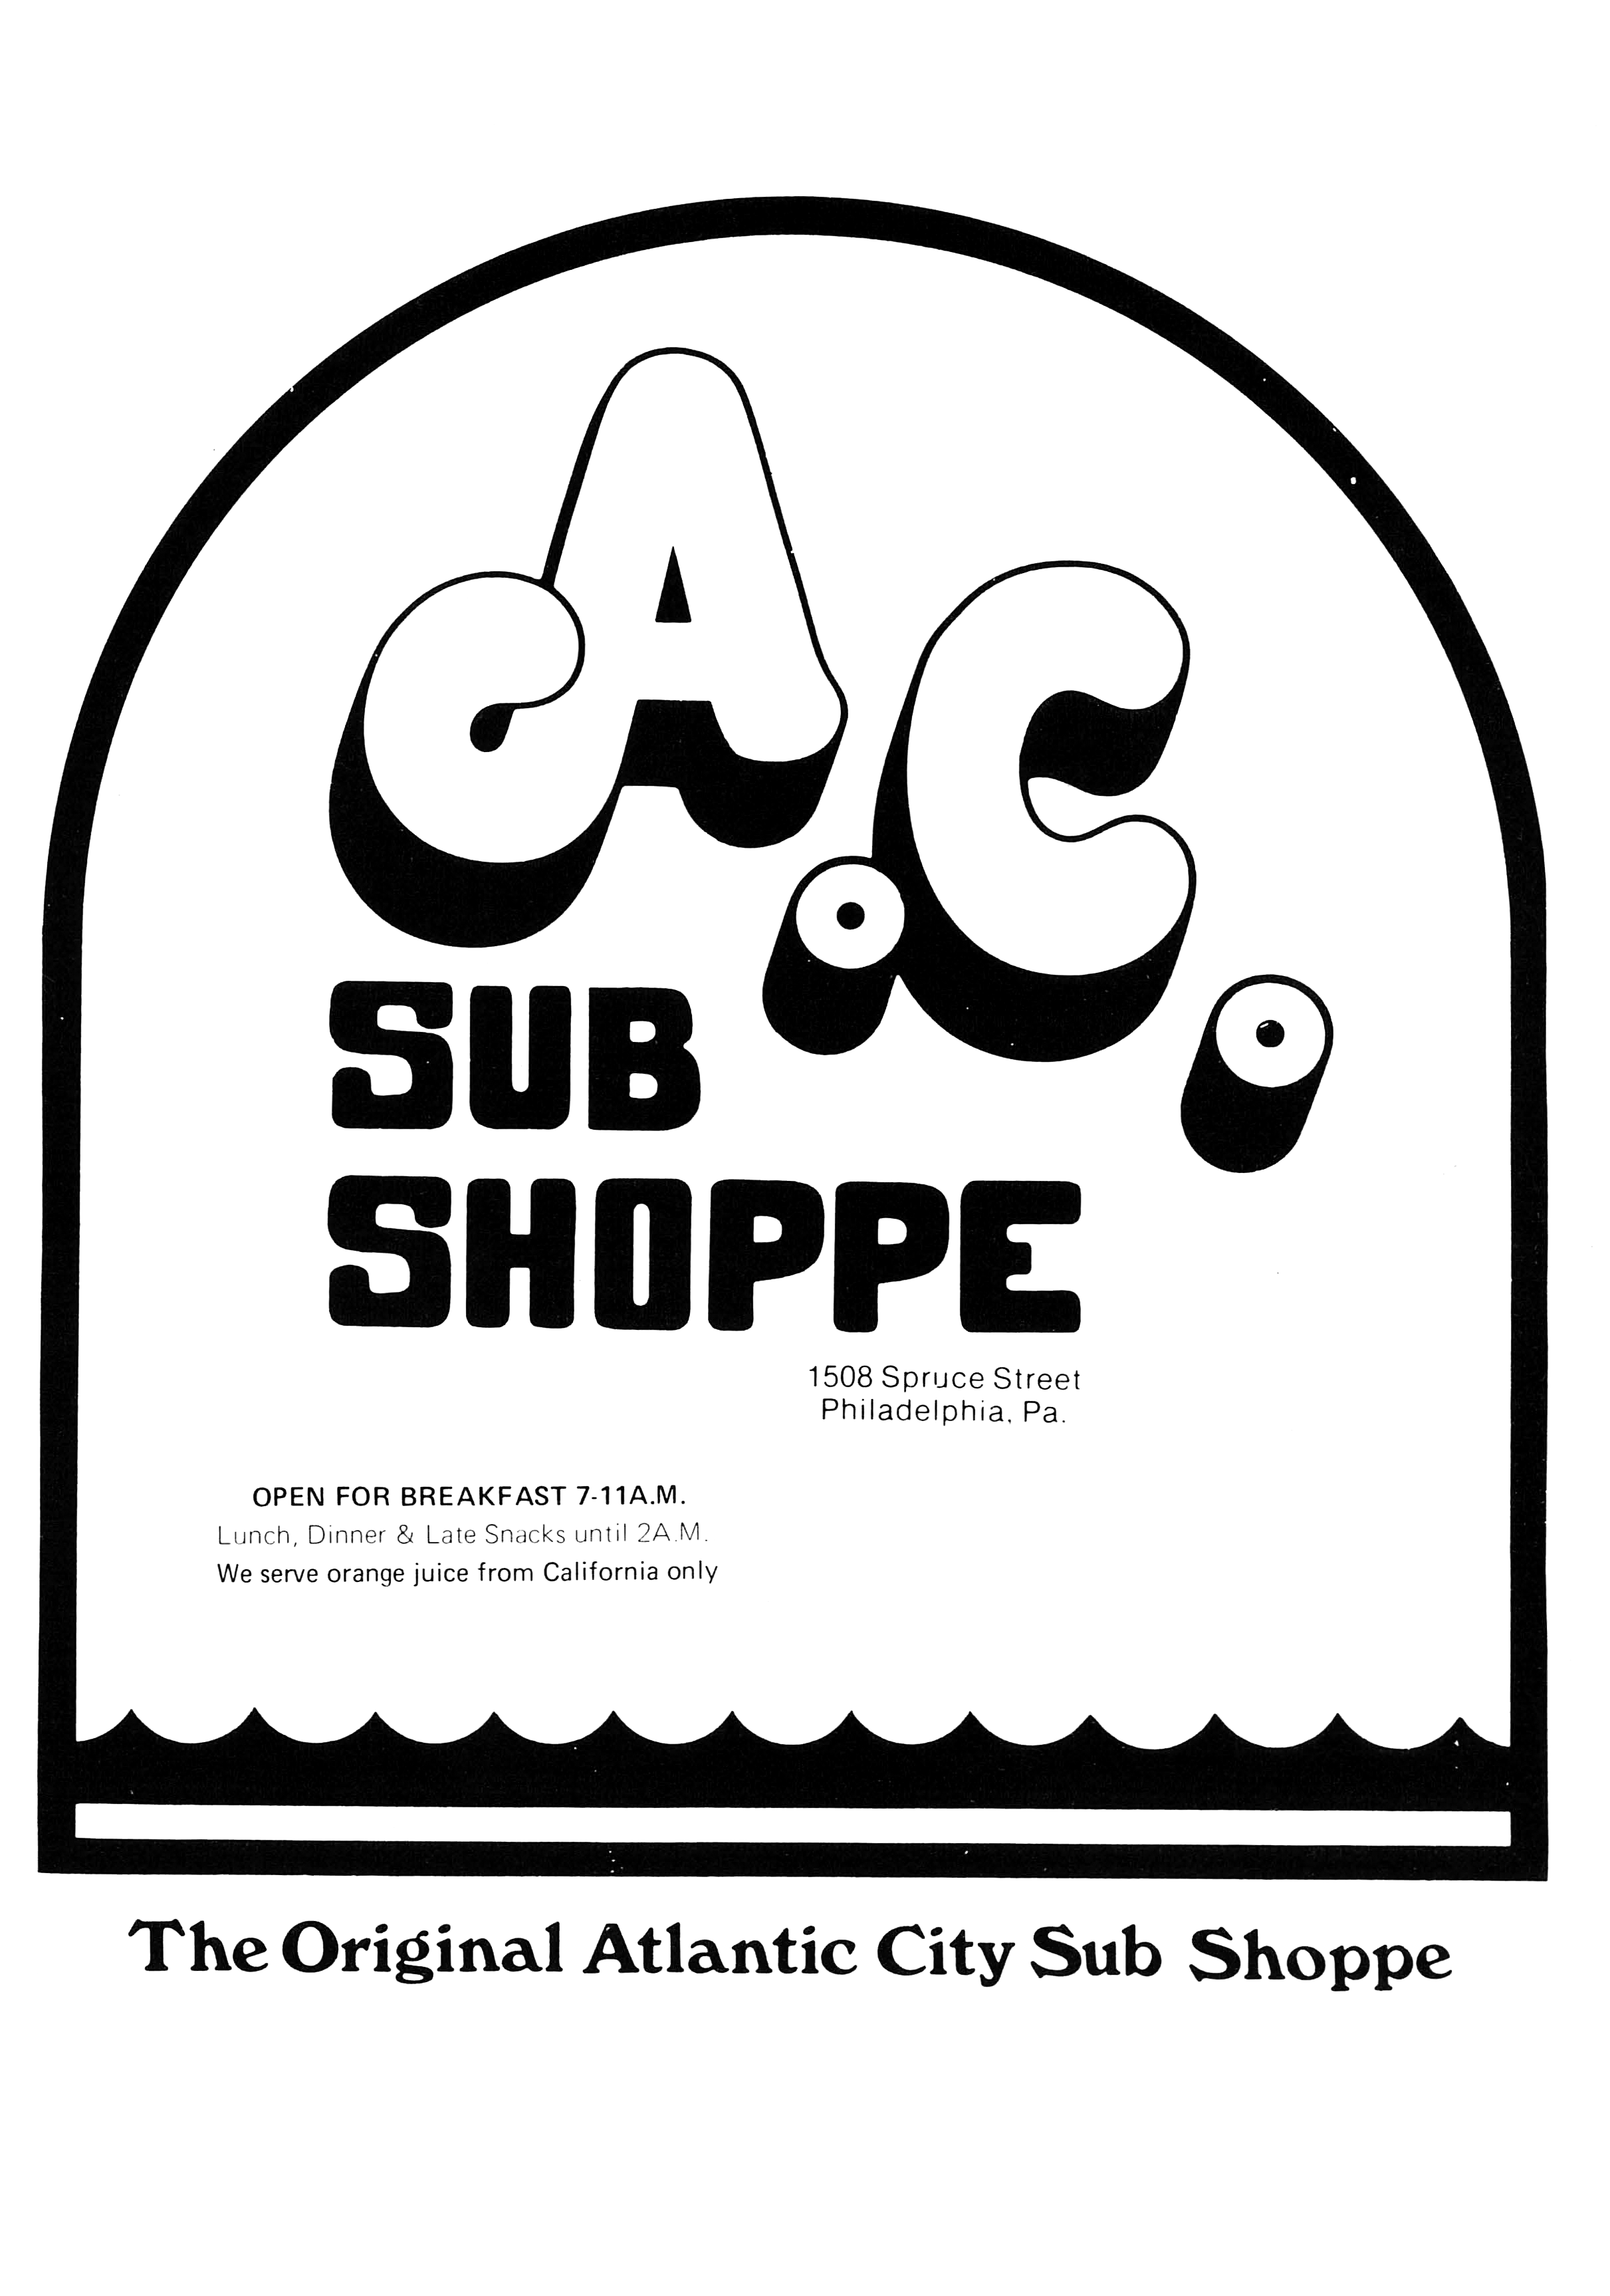 A.C.
SUB
SHOPPE
1508 Spruce Street
Philadelphia, Pa.
OPEN FOR BREAKFAST 7-11A.M.
Lunch, Dinner & Late Snacks until 2A.M.
We serve orange juice from California only
The Original Atlantic City Sub Shoppe